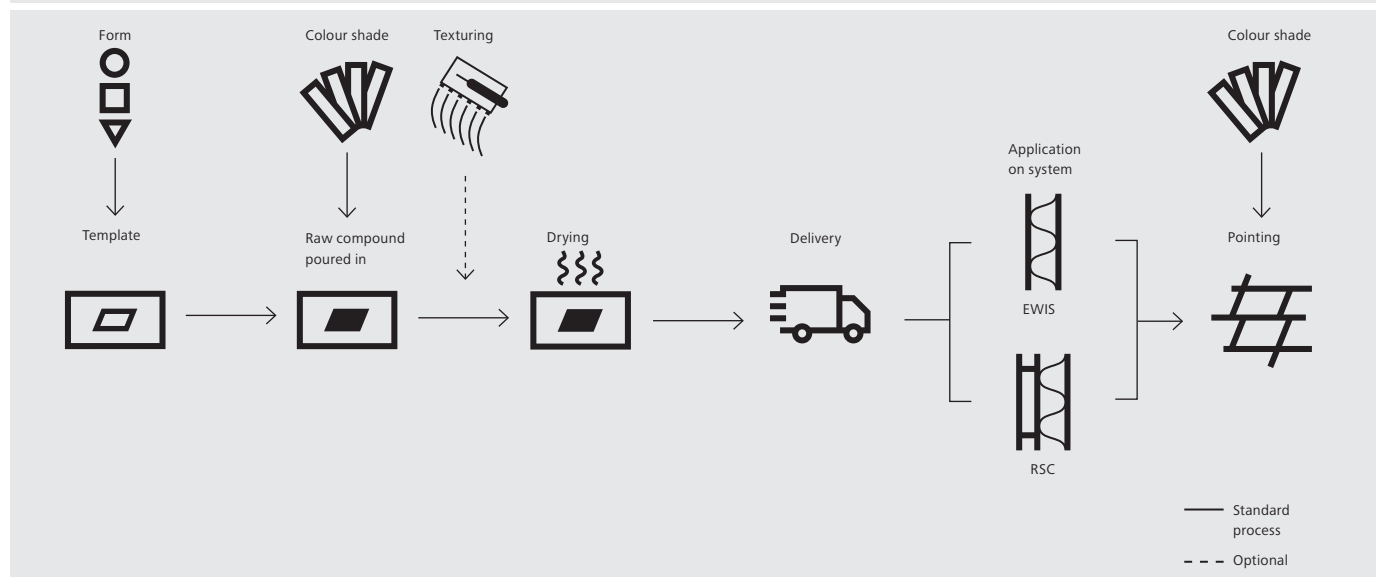 Form
Colour shade
Texturing
Colour shade
Application
on system
Template
Raw compound
poured in
Drying
Delivery
Pointing
EWIS
RSC
Standard
process
Optional